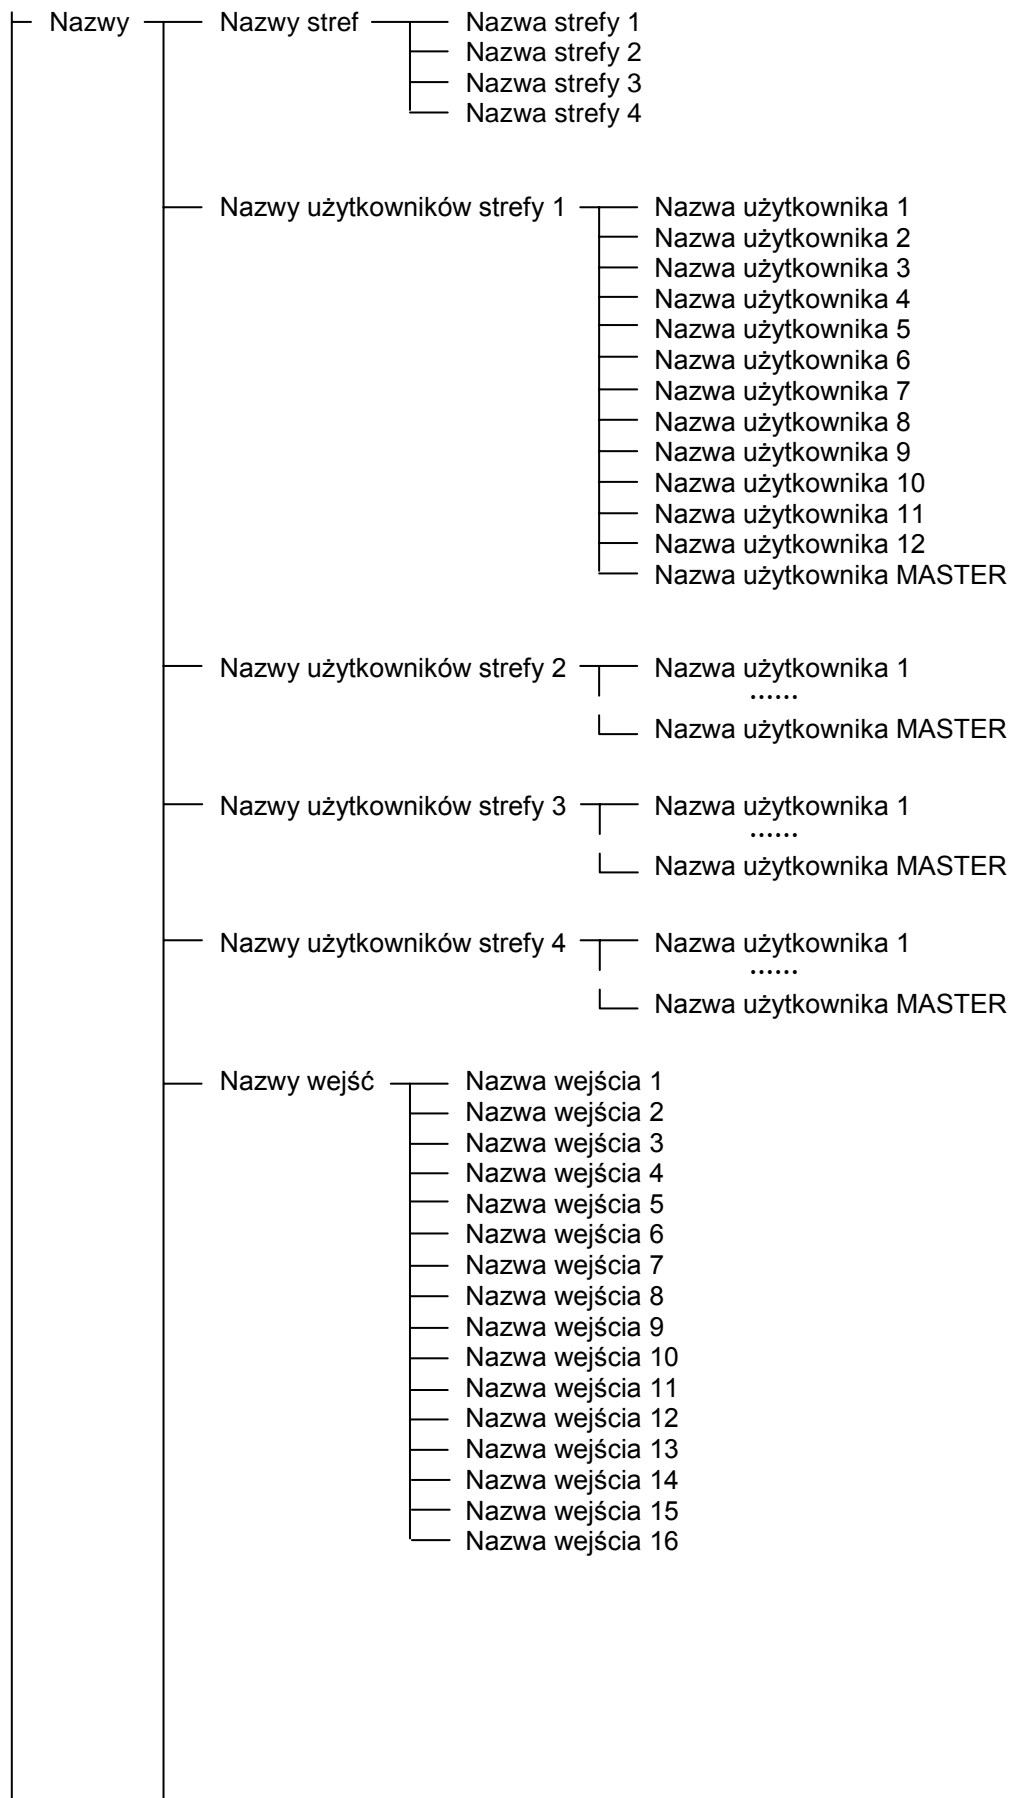 Nazwy Nazwy stref Nazwa strefy 1
Nazwa strefy 2
Nazwa strefy 3
Nazwa strefy 4
Nazwy użytkowników strefy 1 Nazwa użytkownika 1
Nazwa użytkownika 2
Nazwa użytkownika 3
Nazwa użytkownika 4
Nazwa użytkownika 5
Nazwa użytkownika 6
Nazwa użytkownika 7
Nazwa użytkownika 8
Nazwa użytkownika 9
Nazwa użytkownika 10
Nazwa użytkownika 11
Nazwa użytkownika 12
Nazwa użytkownika MASTER
Nazwy użytkowników strefy 2 Nazwa użytkownika 1
......
Nazwa użytkownika MASTER
Nazwy użytkowników strefy 3 Nazwa użytkownika 1
......
Nazwa użytkownika MASTER
Nazwy użytkowników strefy 4 Nazwa użytkownika 1
......
Nazwa użytkownika MASTER
Nazwy wejść Nazwa wejścia 1
Nazwa wejścia 2
Nazwa wejścia 3
Nazwa wejścia 4
Nazwa wejścia 5
Nazwa wejścia 6
Nazwa wejścia 7
Nazwa wejścia 8
Nazwa wejścia 9
Nazwa wejścia 10
Nazwa wejścia 11
Nazwa wejścia 12
Nazwa wejścia 13
Nazwa wejścia 14
Nazwa wejścia 15
Nazwa wejścia 16